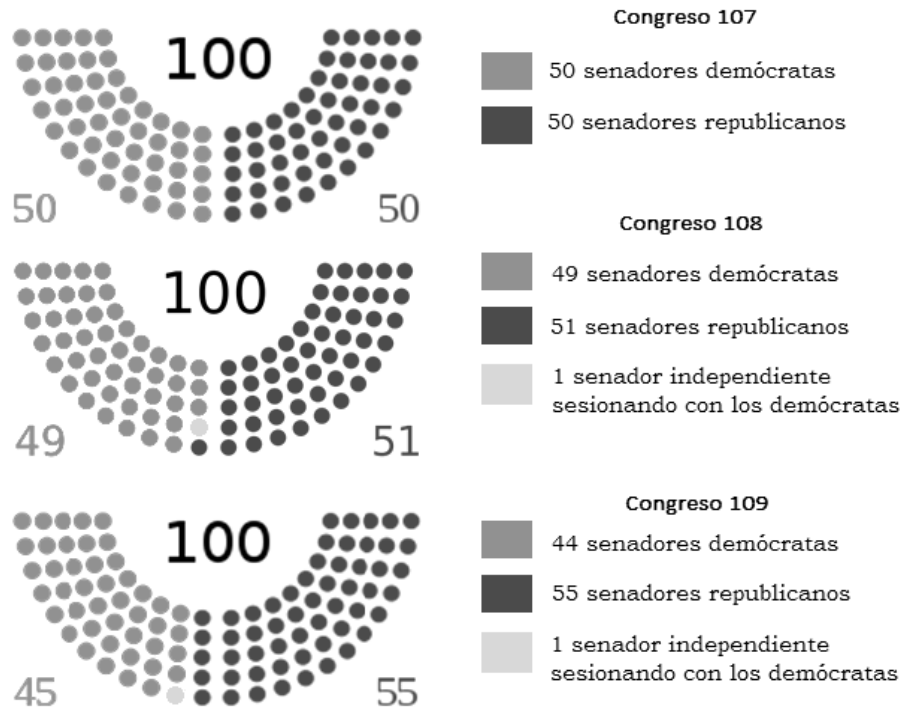 100
50
50
Congreso 107
50 senadores demócratas
50 senadores republicanos
100
49
51
Congreso 108
49 senadores demócratas
51 senadores republicanos
1 senador independiente
sesionando con los demócratas
100
45
55
Congreso 109
44 senadores demócratas
55 senadores republicanos
1 senador independiente
sesionando con los demócratas